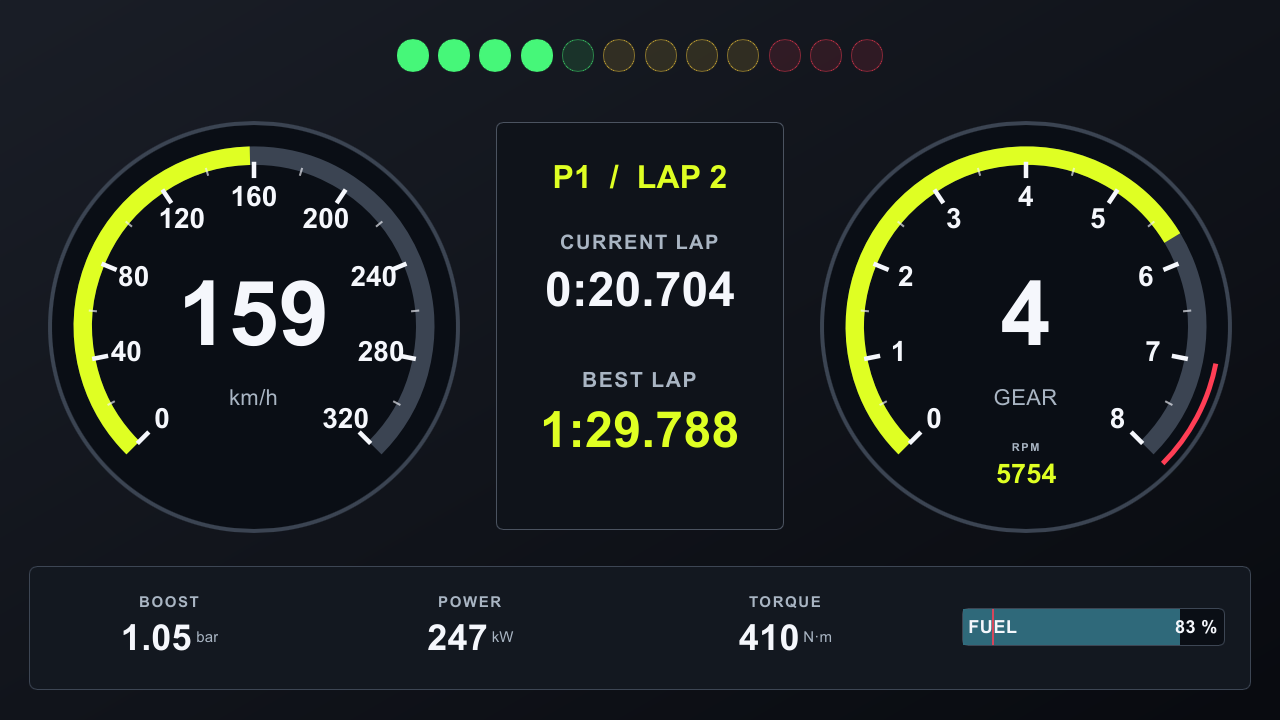 0
40
80
120
160
200
240
280
320
159
km/h
P1 / LAP 2
CURRENT LAP
0:20.704
BEST LAP
1:29.788
0
1
2
3
4
5
6
7
8
4
GEAR
RPM
5754
BOOST
1.05 bar
POWER
247 kW
TORQUE
410 N·m
FUEL 83 %